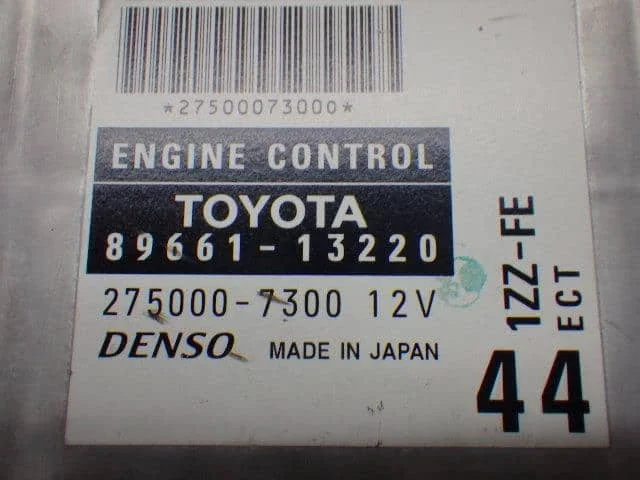 *27500073000*
ENGINE CONTROL
TOYOTA
89661-13220
275000-7300 12V
DENSO MADE IN JAPAN
1ZZ-FE
ECT
44